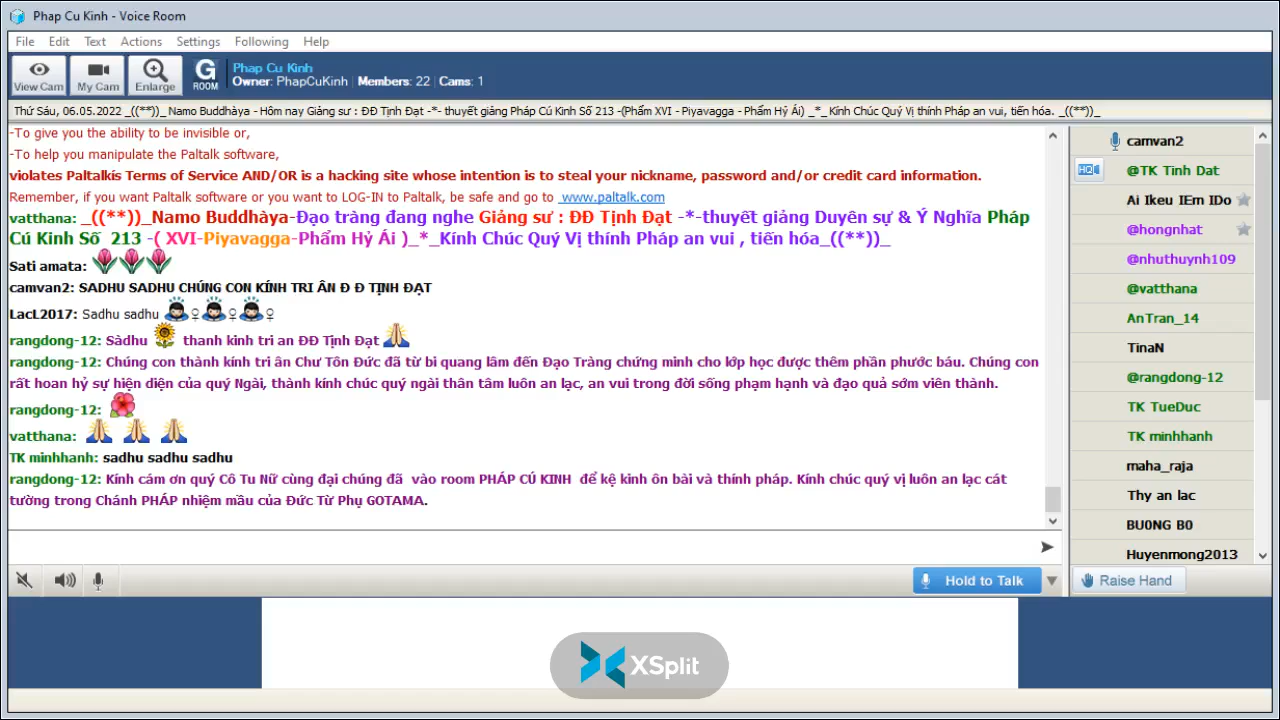 Phap Cu Kinh - Voice Room
File Edit Text Actions Settings Following Help
View Cam My Cam Enlarge G ROOM
Phap Cu Kinh
Owner: PhapCuKinh | Members: 22 | Cams: 1
Thứ Sáu, 06.05.2022 _((**))_ Namo Buddhàya - Hôm nay Giảng sư : ĐĐ Tịnh Đạt -*- thuyết giảng Pháp Cú Kinh Số 213 -(Phẩm XVI - Piyavagga - Phẩm Hỷ Ái) _*_Kính Chúc Quý Vị thính Pháp an vui, tiến hóa. _((**))_
-To give you the ability to be invisible or,
-To help you manipulate the Paltalk software,
violates Paltalkís Terms of Service AND/OR is a hacking site whose intention is to steal your nickname, password and/or credit card information.
Remember, if you want Paltalk software or you want to LOG-IN to Paltalk, be safe and go to www.paltalk.com
vatthana: _((**))_Namo Buddhàya-Đạo tràng đang nghe Giảng sư : ĐĐ Tịnh Đạt -*-thuyết giảng Duyên sự & Ý Nghĩa Pháp
Cú Kinh Số 213 -( XVI-Piyavagga-Phẩm Hỷ Ái )_*_Kính Chúc Quý Vị thính Pháp an vui , tiến hóa_((**))_
Sati amata: 🌷🌷🌷
camvan2: SADHU SADHU CHÚNG CON KÍNH TRI ÂN Đ Đ TỊNH ĐẠT
LacL2017: Sadhu sadhu 🙇♀🙇♀🙇♀
rangdong-12: Sàdhu 🌻 thanh kinh tri an ĐĐ Tịnh Đạt 🙏
rangdong-12: Chúng con thành kính tri ân Chư Tôn Đức đã từ bi quang lâm đến Đạo Tràng chứng minh cho lớp học được thêm phần phước báu. Chúng con
rất hoan hỷ sự hiện diện của quý Ngài, thành kính chúc quý ngài thân tâm luôn an lạc, an vui trong đời sống phạm hạnh và đạo quả sớm viên thành.
rangdong-12: 🌺
vatthana: 🙏 🙏 🙏
TK minhhanh: sadhu sadhu sadhu
rangdong-12: Kính cám ơn quý Cô Tu Nữ cùng đại chúng đã vào room PHÁP CÚ KINH để kệ kinh ôn bài và thính pháp. Kính chúc quý vị luôn an lạc cát
tường trong Chánh PHÁP nhiệm mầu của Đức Từ Phụ GOTAMA.
camvan2
HQ @TK Tinh Dat
Ai Ikeu IEm IDo
@hongnhat
@nhuthuynh109
@vatthana
AnTran_14
TinaN
@rangdong-12
TK TueDuc
TK minhhanh
maha_raja
Thy an lac
BU0NG B0
Huyenmong2013
Hold to Talk
Raise Hand
XSplit